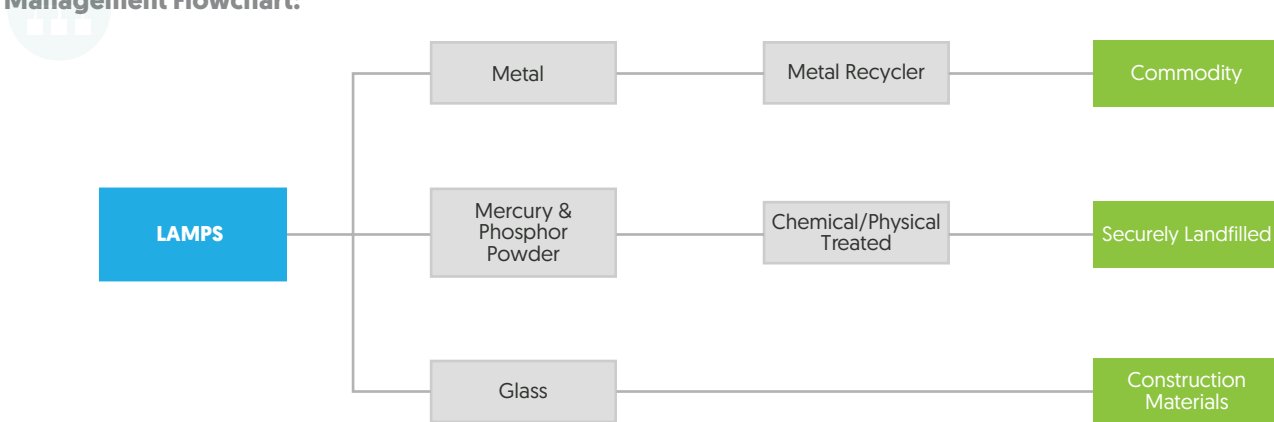 Management Flowchart:
Metal
Metal Recycler
Commodity
LAMPS
Mercury &
Phosphor
Powder
Chemical/Physical
Treated
Securely Landfilled
Glass
Construction
Materials